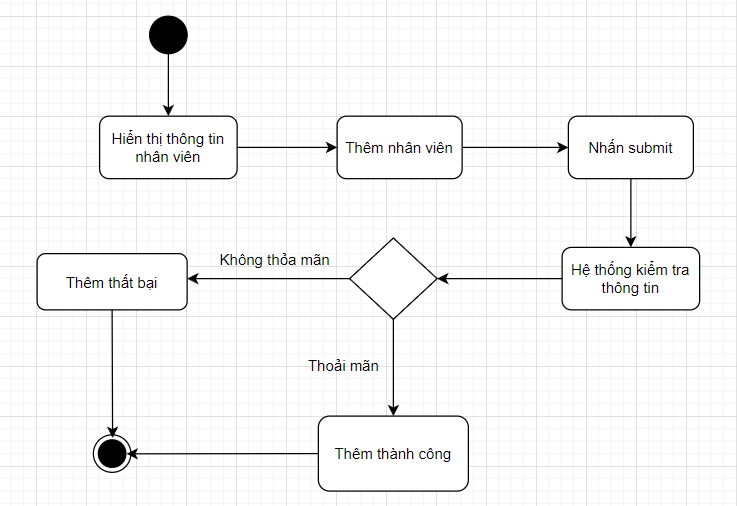 Hiển thị thông tin
nhân viên
Thêm nhân viên
Nhấn submit
Hệ thống kiểm tra
thông tin
Không thỏa mãn
Thêm thất bại
Thoải mãn
Thêm thành công